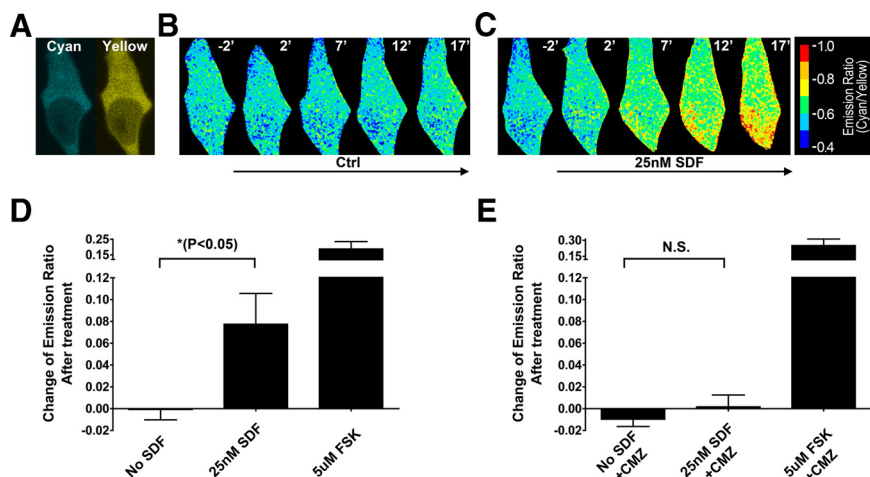 A
Cyan
Yellow
B
-2’ 2’ 7’ 12’ 17’
Ctrl
C
-2’ 2’ 7’ 12’ 17’
25nM SDF
-1.0
-0.8
-0.6
-0.4
Emission Ratio
(Cyan/Yellow)
D
Change of Emission Ratio
After treatment
0.25
0.15
0.12
0.10
0.08
0.06
0.04
0.02
0.00
-0.02
*(P<0.05)
No SDF
25nM SDF
5uM FSK
E
Change of Emission Ratio
After treatment
0.30
0.15
0.12
0.10
0.08
0.06
0.04
0.02
0.00
-0.02
N.S.
No SDF
+CMZ
25nM SDF
+CMZ
5uM FSK
+CMZ